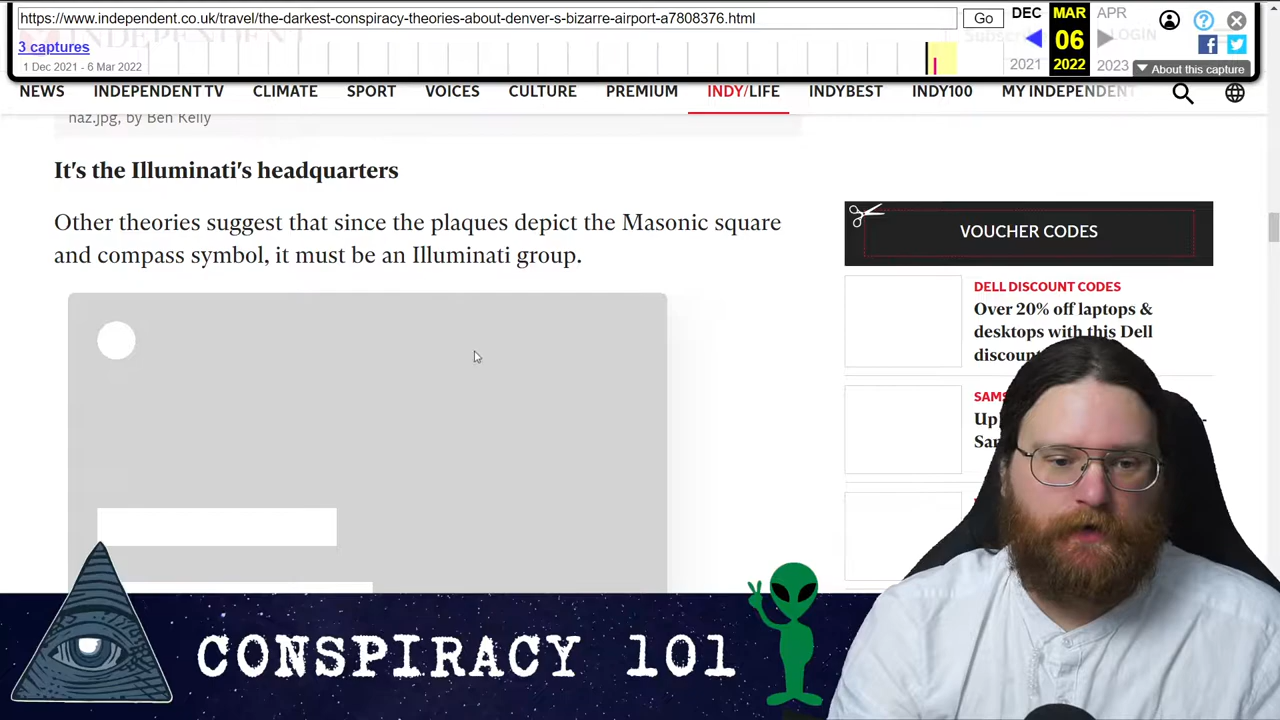 https://www.independent.co.uk/travel/the-darkest-conspiracy-theories-about-denver-s-bizarre-airport-a7808376.html
Go
DEC
MAR
APR
3 captures
06
1 Dec 2021 - 6 Mar 2022
2021
2022
2023
About this capture
LOGIN
NEWS
INDEPENDENT TV
CLIMATE
SPORT
VOICES
CULTURE
PREMIUM
INDY/LIFE
INDYBEST
INDY100
MY INDEPENDENT
naz.jpg, by Ben Kelly
It's the Illuminati's headquarters
Other theories suggest that since the plaques depict the Masonic square
and compass symbol, it must be an Illuminati group.
VOUCHER CODES
DELL DISCOUNT CODES
Over 20% off laptops &
desktops with this Dell
CONSPIRACY 101